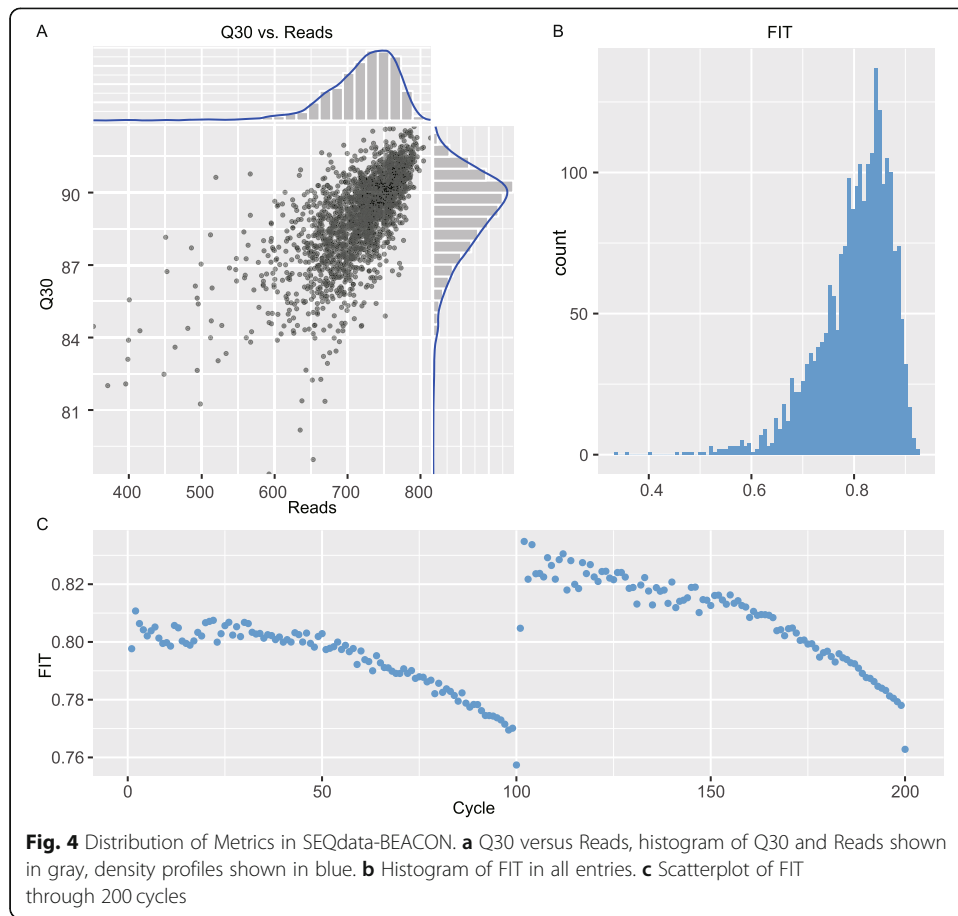 A
Q30 vs. Reads
90
87
84
81
Q30
400 500 600 700 800
Reads
B
FIT
100
50
0
count
0.4 0.6 0.8
C
0.82
0.80
0.78
0.76
FIT
0 50 100 150 200
Cycle
Fig. 4 Distribution of Metrics in SEQdata-BEACON. a Q30 versus Reads, histogram of Q30 and Reads shown
in gray, density profiles shown in blue. b Histogram of FIT in all entries. c Scatterplot of FIT
through 200 cycles